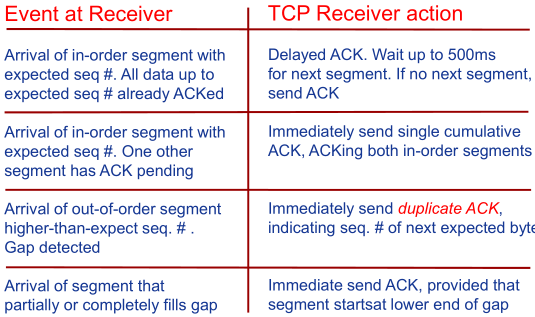 Event at Receiver
TCP Receiver action
Arrival of in-order segment with
expected seq #. All data up to
expected seq # already ACKed
Delayed ACK. Wait up to 500ms
for next segment. If no next segment,
send ACK
Arrival of in-order segment with
expected seq #. One other
segment has ACK pending
Immediately send single cumulative
ACK, ACKing both in-order segments
Arrival of out-of-order segment
higher-than-expect seq. # .
Gap detected
Immediately send duplicate ACK,
indicating seq. # of next expected byte
Arrival of segment that
partially or completely fills gap
Immediate send ACK, provided that
segment startsat lower end of gap